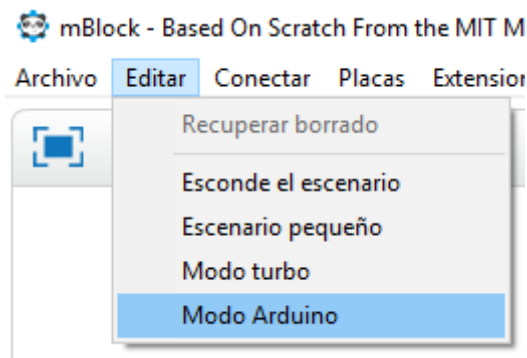 mBlock - Based On Scratch From the MIT M
Archivo Editar Conectar Placas Extension
Recuperar borrado
Esconde el escenario
Escenario pequeño
Modo turbo
Modo Arduino